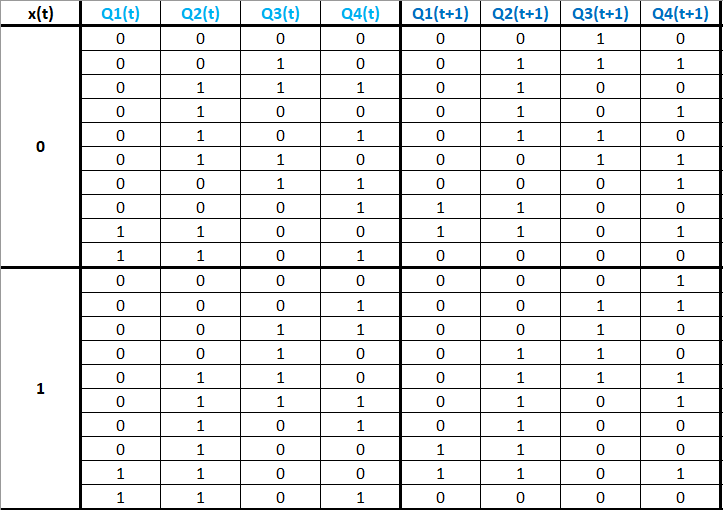 x(t) Q1(t) Q2(t) Q3(t) Q4(t) Q1(t+1) Q2(t+1) Q3(t+1) Q4(t+1)
0 0 0 0 0 0 1 0
0 0 1 0 0 1 1 1
0 1 1 1 0 1 0 0
0 1 0 0 0 1 0 1
0 1 0 1 0 1 1 0
0
0 1 1 0 0 0 1 1
0 0 1 1 0 0 0 1
0 0 0 1 1 1 0 0
1 1 0 0 1 1 0 1
1 1 0 1 0 0 0 0
0 0 0 0 0 0 0 1
0 0 0 1 0 0 1 1
0 0 1 1 0 0 1 0
0 0 1 0 0 1 1 0
0 1 1 0 0 1 1 1
1
0 1 1 1 0 1 0 1
0 1 0 1 0 1 0 0
0 1 0 0 1 1 0 0
1 1 0 0 1 1 0 1
1 1 0 1 0 0 0 0